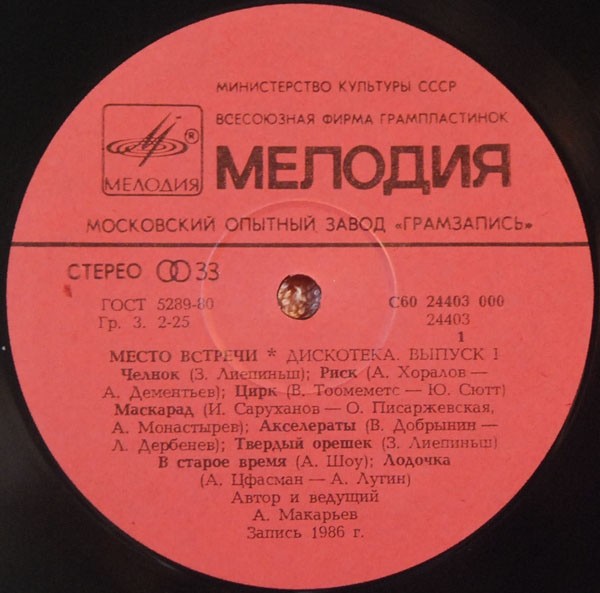 МИНИСТЕРСТВО КУЛЬТУРЫ СССР
ВСЕСОЮЗНАЯ ФИРМА ГРАМПЛАСТИНОК
МЕЛОДИЯ
®
МЕЛОДИЯ
МОСКОВСКИЙ ОПЫТНЫЙ ЗАВОД «ГРАМЗАПИСЬ»
СТЕРЕО 33
ГОСТ 5289-80
Гр. 3. 2-25
С60 24403 000
24403
1
МЕСТО ВСТРЕЧИ * ДИСКОТЕКА. ВЫПУСК 1
Челнок (З. Лиепиньш); Риск (А. Хоралов —
А. Дементьев); Цирк (В. Тоомеметс — Ю. Сютт)
Маскарад (И. Саруханов — О. Писаржевская,
А. Монастырев); Акселераты (В. Добрынин —
Л. Дербенев); Твердый орешек (З. Лиепиньш)
В старое время (А. Шоу); Лодочка
(А. Цфасман — А. Лугин)
Автор и ведущий
А. Макарьев
Запись 1986 г.